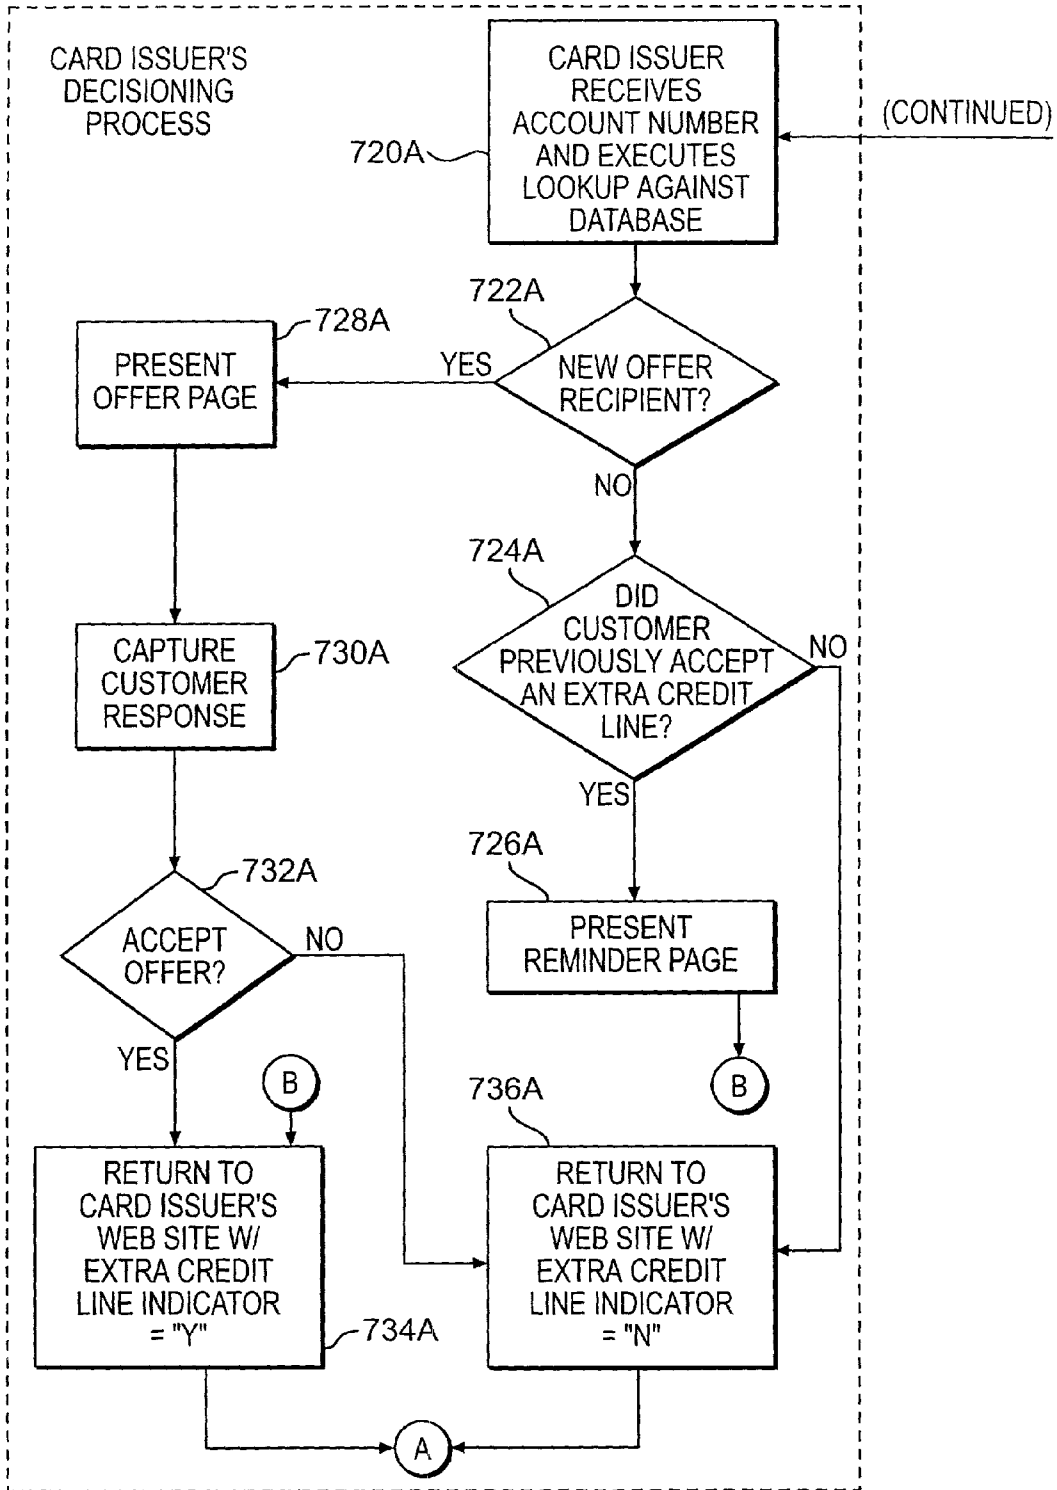 CARD ISSUER'S
DECISIONING
PROCESS
CARD ISSUER
RECEIVES
ACCOUNT NUMBER
AND EXECUTES
LOOKUP AGAINST
DATABASE
720A
(CONTINUED)
722A
NEW OFFER
RECIPIENT?
YES
NO
728A
PRESENT
OFFER PAGE
724A
DID
CUSTOMER
PREVIOUSLY ACCEPT
AN EXTRA CREDIT
LINE?
NO
YES
730A
CAPTURE
CUSTOMER
RESPONSE
726A
PRESENT
REMINDER PAGE
B
732A
ACCEPT
OFFER?
NO
YES
B
RETURN TO
CARD ISSUER'S
WEB SITE W/
EXTRA CREDIT
LINE INDICATOR
= "Y"
734A
736A
RETURN TO
CARD ISSUER'S
WEB SITE W/
EXTRA CREDIT
LINE INDICATOR
= "N"
A